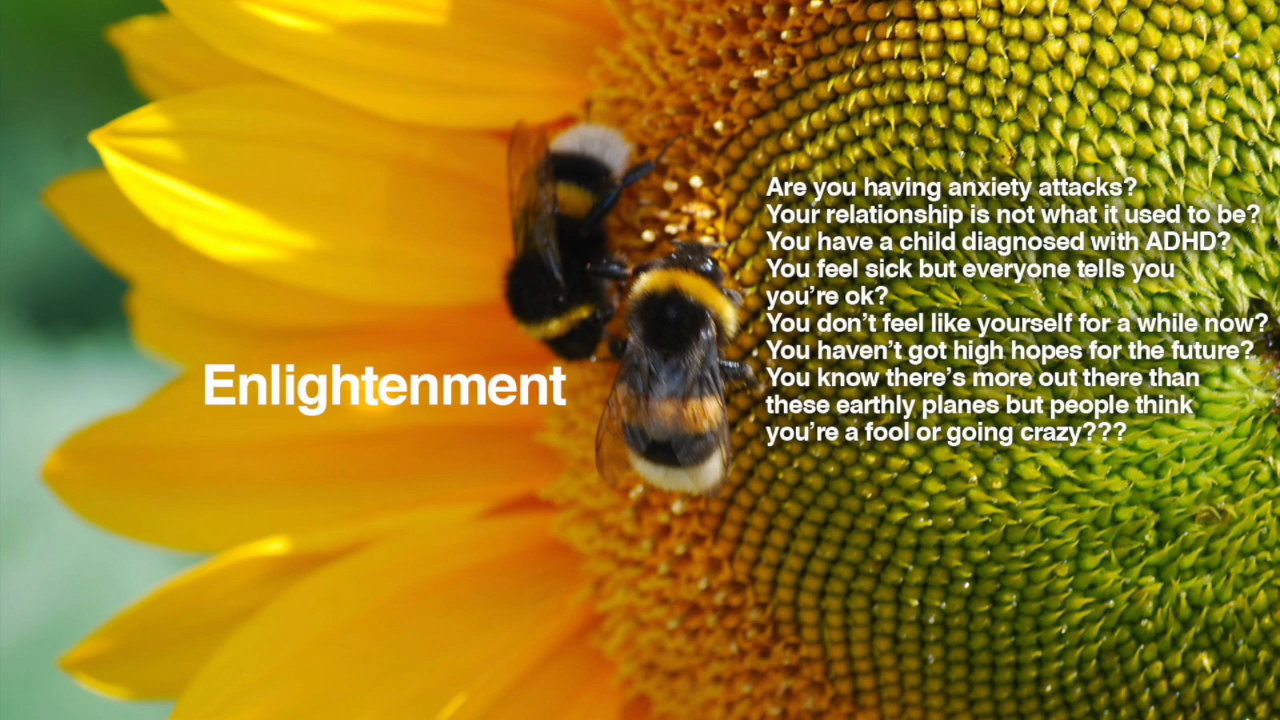 Enlightenment
Are you having anxiety attacks?
Your relationship is not what it used to be?
You have a child diagnosed with ADHD?
You feel sick but everyone tells you
you’re ok?
You don’t feel like yourself for a while now?
You haven’t got high hopes for the future?
You know there’s more out there than
these earthly planes but people think
you’re a fool or going crazy???